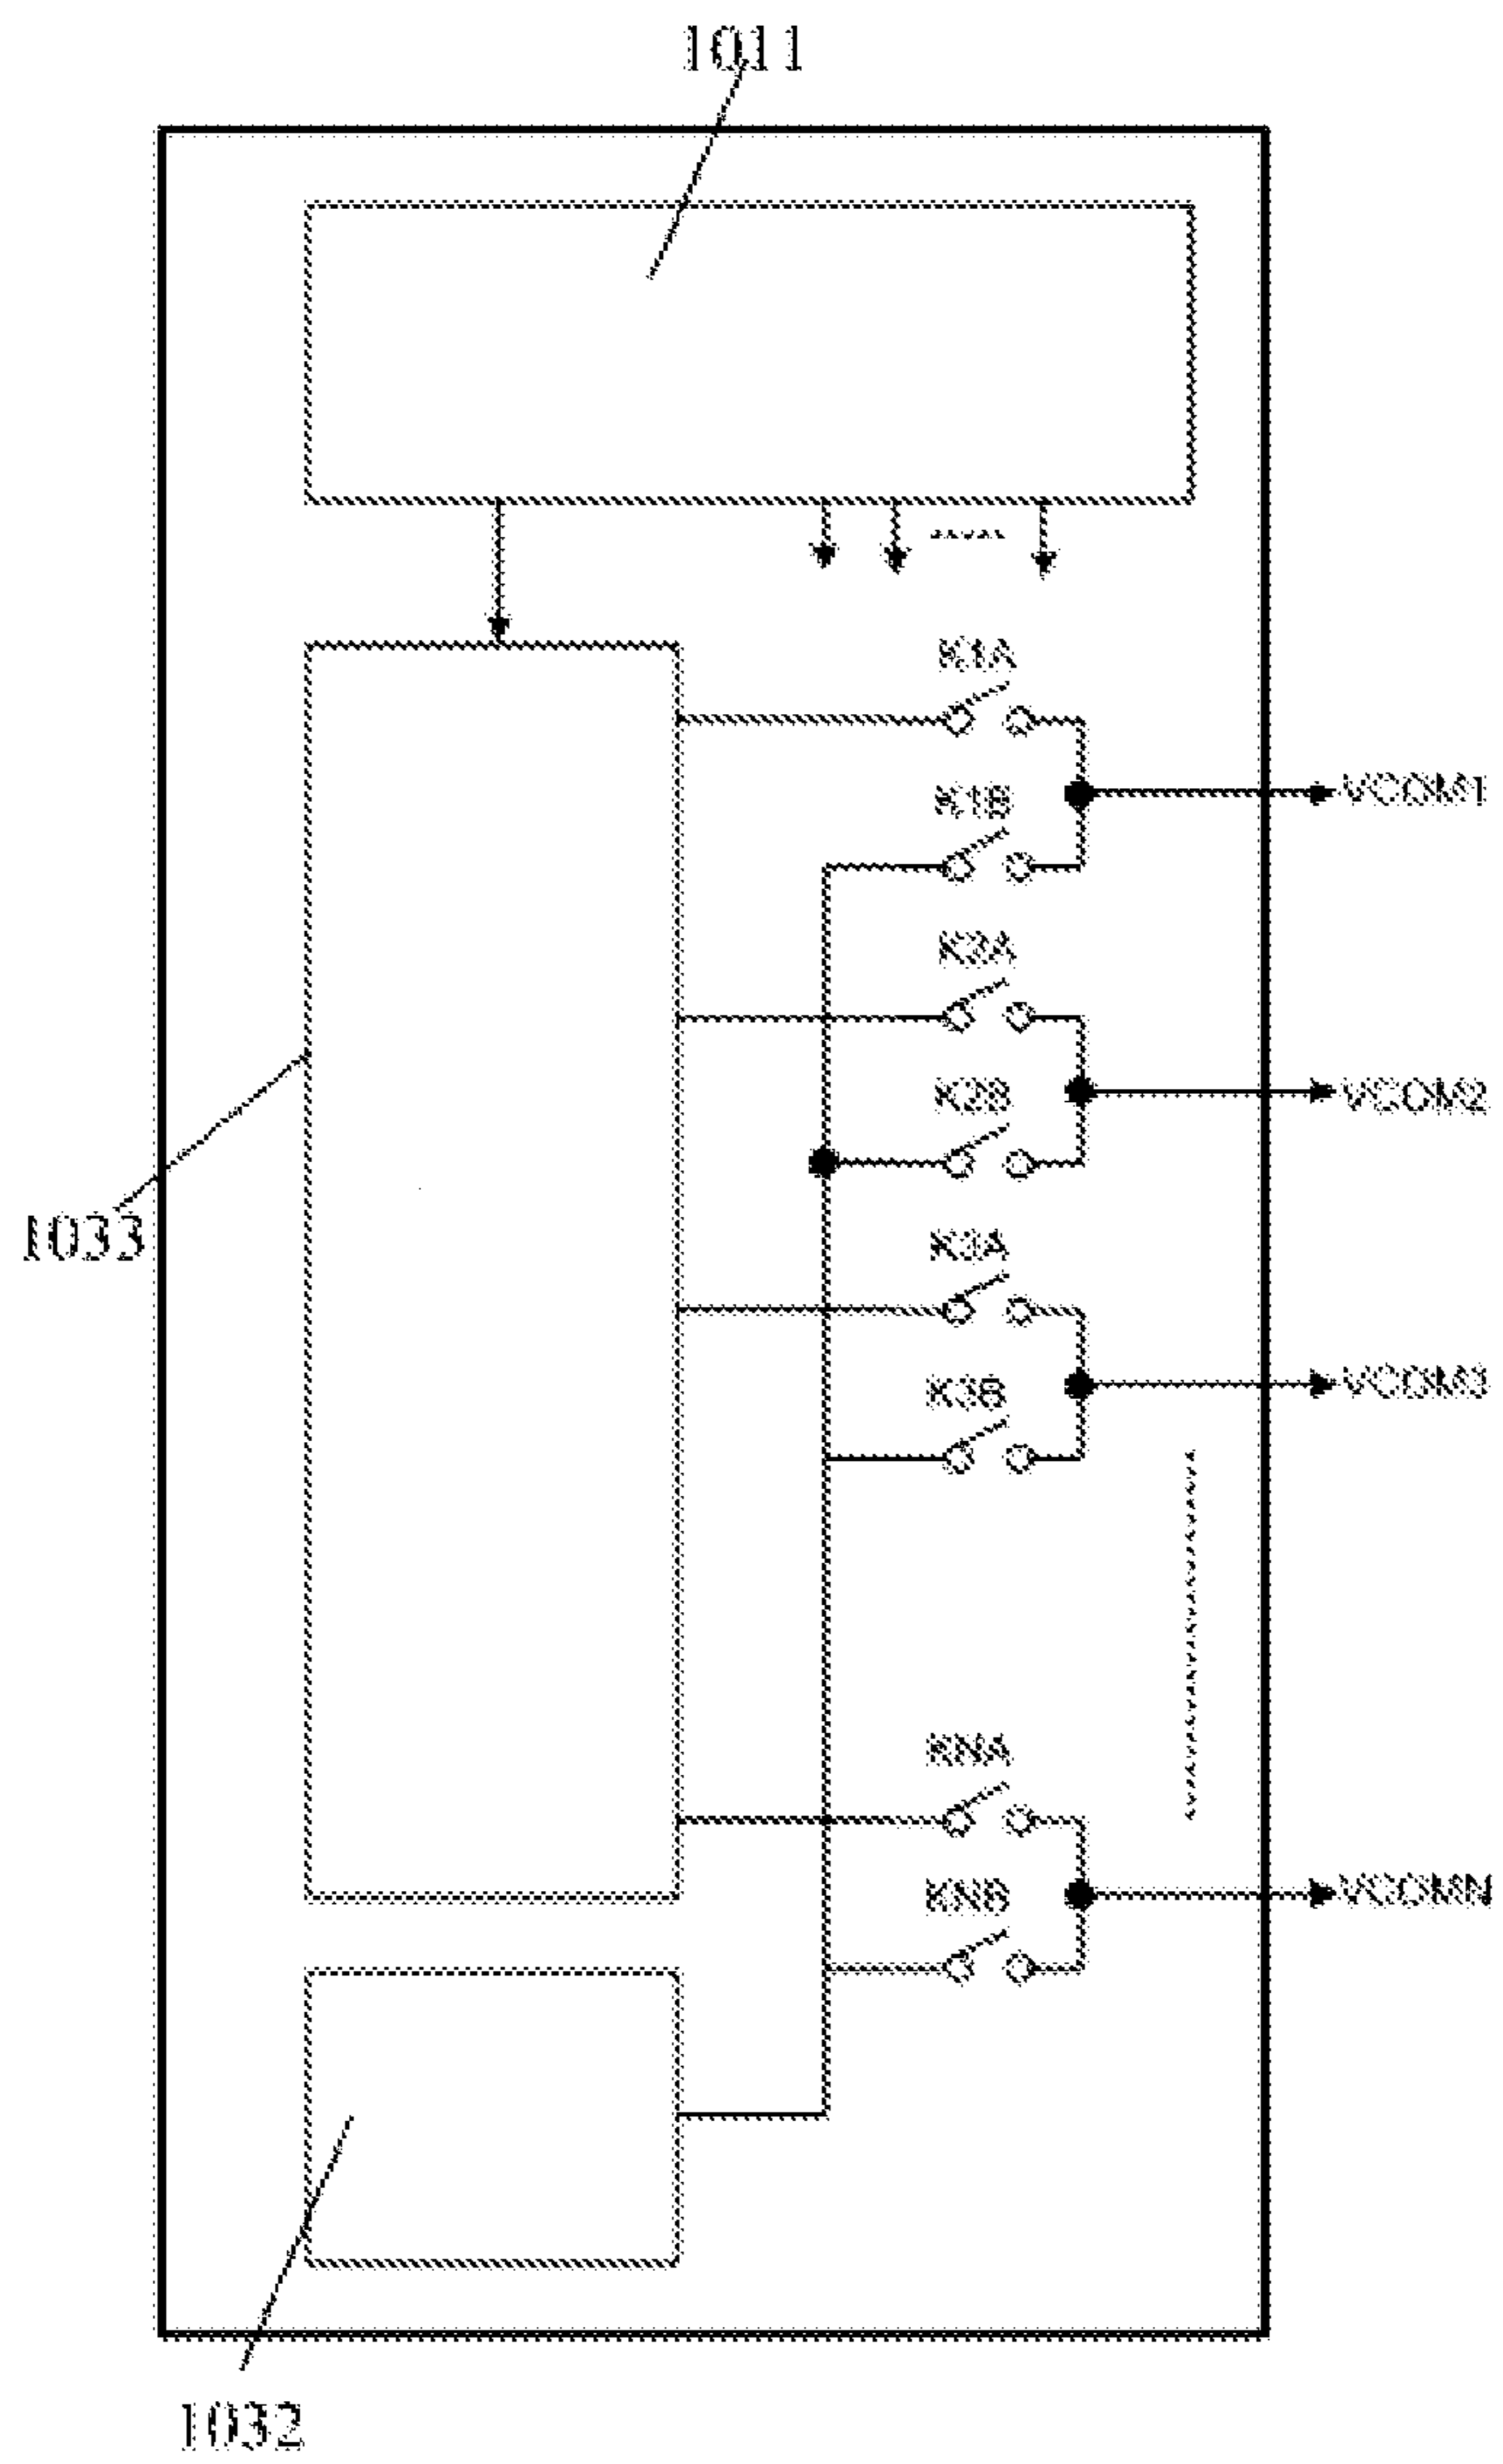 1011
K1A
K1B
VCOM1
K2A
K2B
VCOM2
1033
K3A
K3B
VCOM3
KNA
KNB
VCOMN
1032